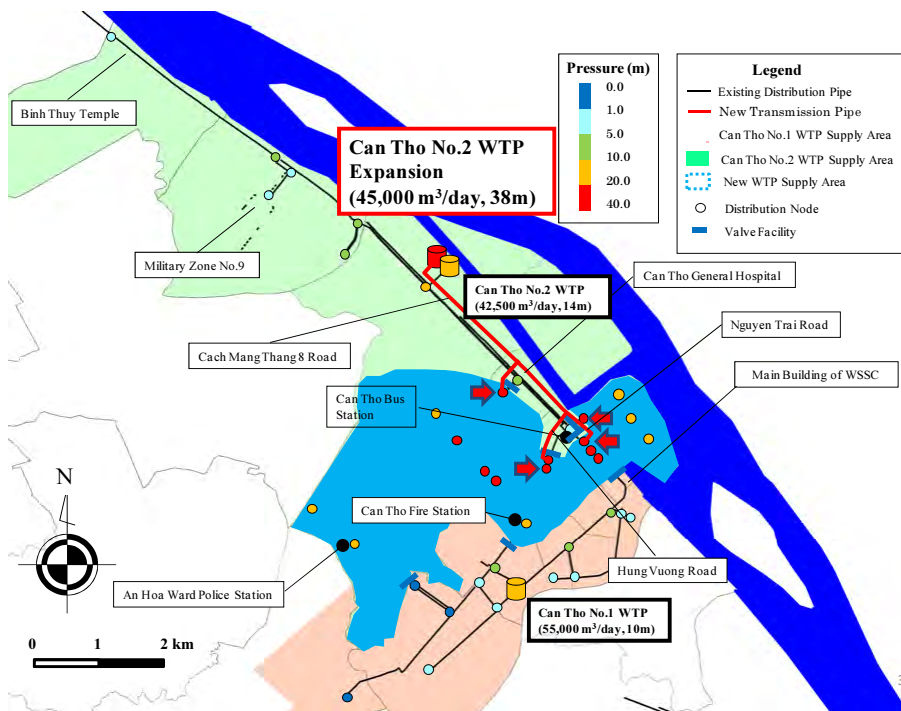 Pressure (m)
0.0
1.0
5.0
10.0
20.0
40.0
Legend
Existing Distribution Pipe
New Transmission Pipe
Can Tho No.1 WTP Supply Area
Can Tho No.2 WTP Supply Area
New WTP Supply Area
Distribution Node
Valve Facility
Binh Thuy Temple
Can Tho No.2 WTP
Expansion
(45,000 m³/day, 38m)
Military Zone No.9
Can Tho General Hospital
Can Tho No.2 WTP
(42,500 m³/day, 14m)
Nguyen Trai Road
Cach Mang Thang 8 Road
Main Building of WSSC
Can Tho Bus
Station
N
Can Tho Fire Station
An Hoa Ward Police Station
Hung Vuong Road
Can Tho No.1 WTP
(55,000 m³/day, 10m)
0 1 2 km